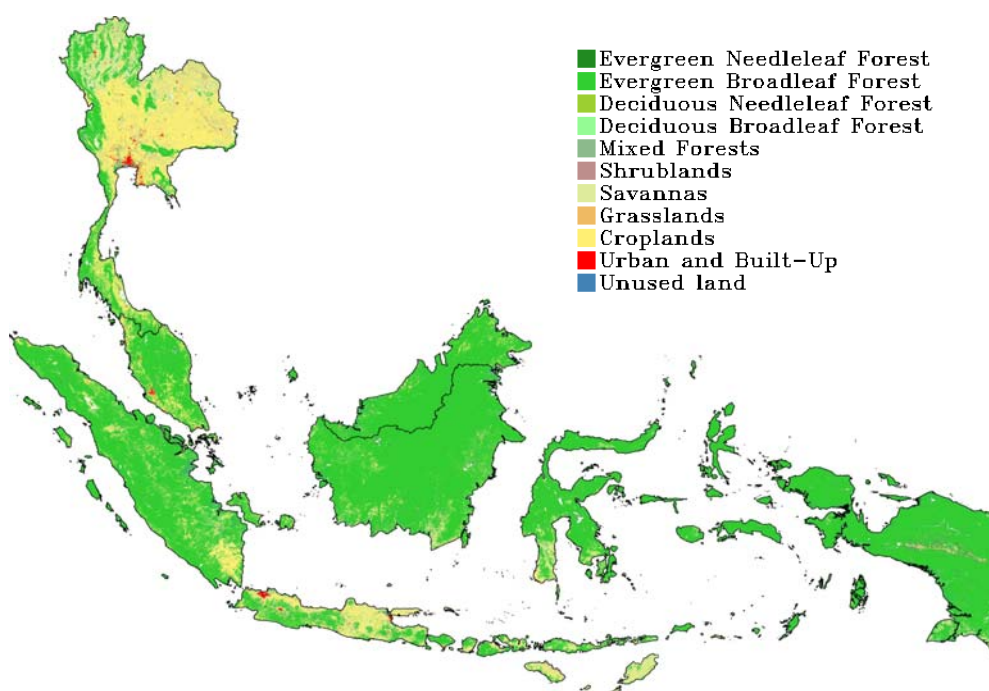 Evergreen Needleleaf Forest
Evergreen Broadleaf Forest
Deciduous Needleleaf Forest
Deciduous Broadleaf Forest
Mixed Forests
Shrublands
Savannas
Grasslands
Croplands
Urban and Built-Up
Unused land